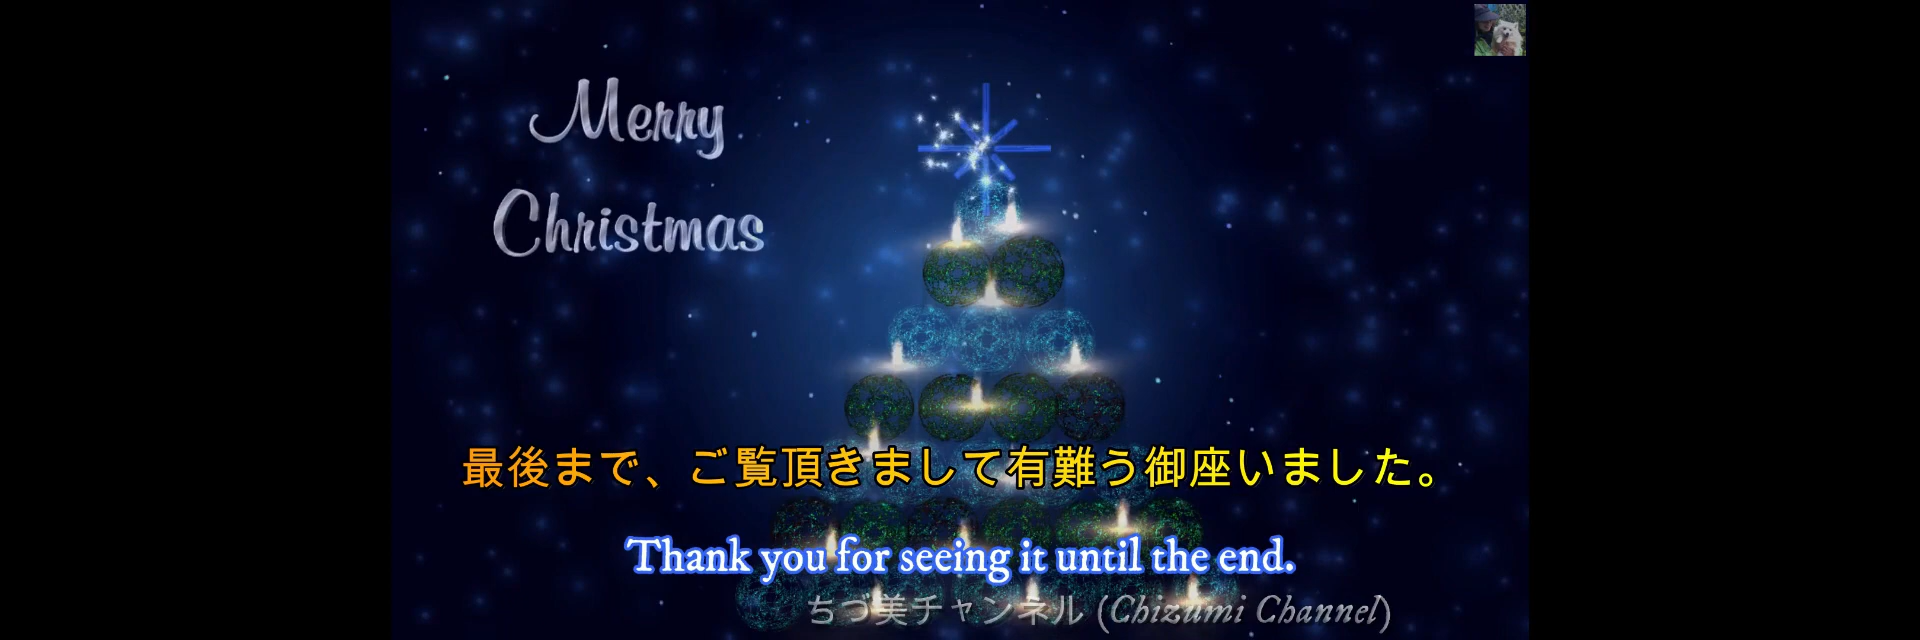 Merry
Christmas
最後まで、ご覧頂きまして有難う御座いました。
Thank you for seeing it until the end.
ちづ美チャンネル (Chizumi Channel)